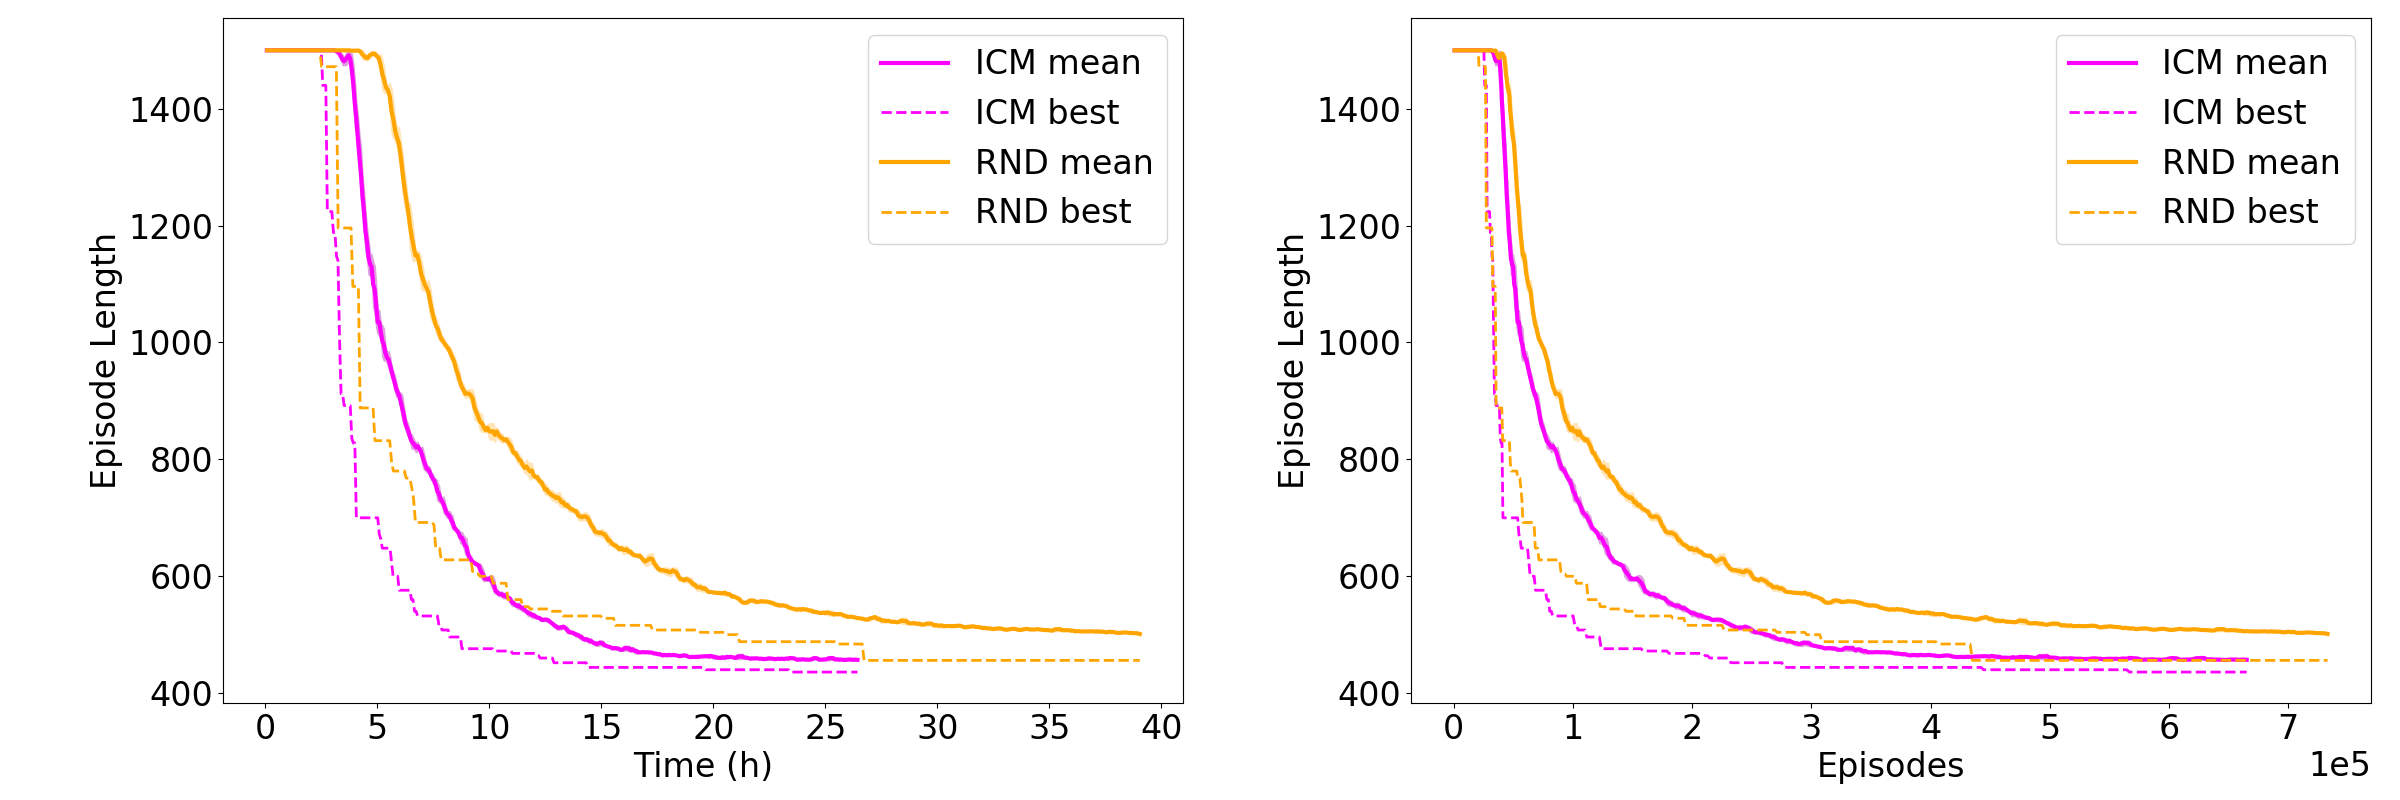 Episode Length
1400
1200
1000
800
600
400
0 5 10 15 20 25 30 35 40
Time (h)
ICM mean
ICM best
RND mean
RND best
Episode Length
1400
1200
1000
800
600
400
0 1 2 3 4 5 6 7
Episodes
1e5
ICM mean
ICM best
RND mean
RND best